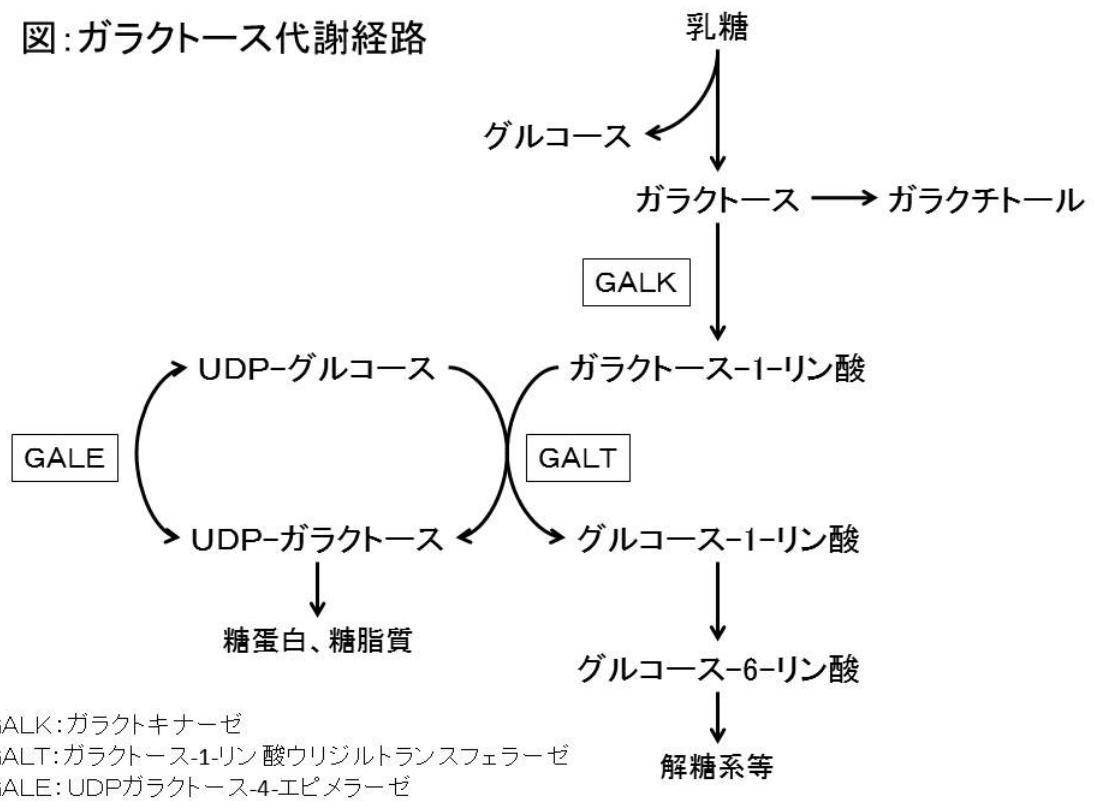 図:ガラクトース代謝経路
乳糖
グルコース
ガラクトース
ガラクチトール
GALK
UDP-グルコース
ガラクトース-1-リン酸
GALE
GALT
UDP-ガラクトース
グルコース-1-リン酸
糖蛋白、糖脂質
グルコース-6-リン酸
解糖系等
GALK:ガラクトキナーゼ
GALT:ガラクトース-1-リン酸ウリジルトランスフェラーゼ
GALE:UDPガラクトース-4-エピメラーゼ